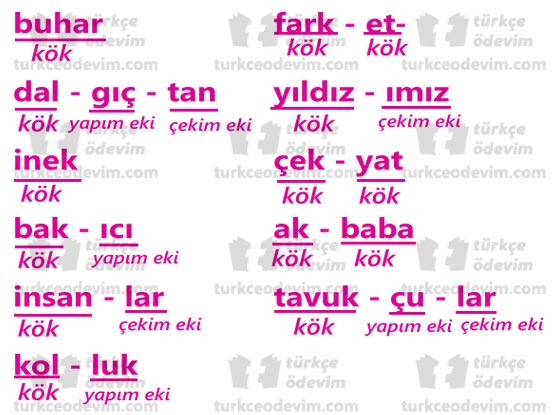 buhar fark - et-
kök kök kök
dal - gıç - tan yıldız - ımız
kök yapım eki çekim eki kök çekim eki
inek çek - yat
kök kök kök
bak - ıcı ak - baba
kök yapım eki kök kök
insan - lar tavuk - çu - lar
kök çekim eki kök yapım eki çekim eki
kol - luk
kök yapım eki
türkçe ödevim
turkceodevim.com